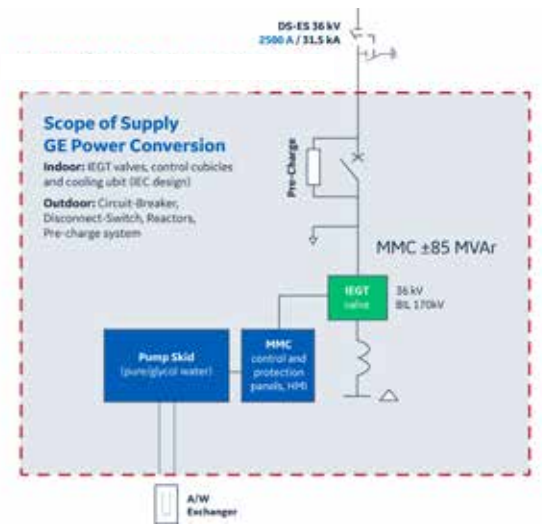 DS-ES 36 kV
2500 A / 31.5 kA
Scope of Supply
GE Power Conversion
Indoor: IEGT valves, control cubicles
and cooling ubit (IEC design)
Outdoor: Circuit-Breaker,
Disconnect-Switch, Reactors,
Pre-charge system
Pre-Charge
MMC ±85 MVAr
IEGT
valve
36 kV
BIL 170kV
Pump Skid
(pure/glycol water)
MMC
control and
protection
panels, HMI
A/W
Exchanger